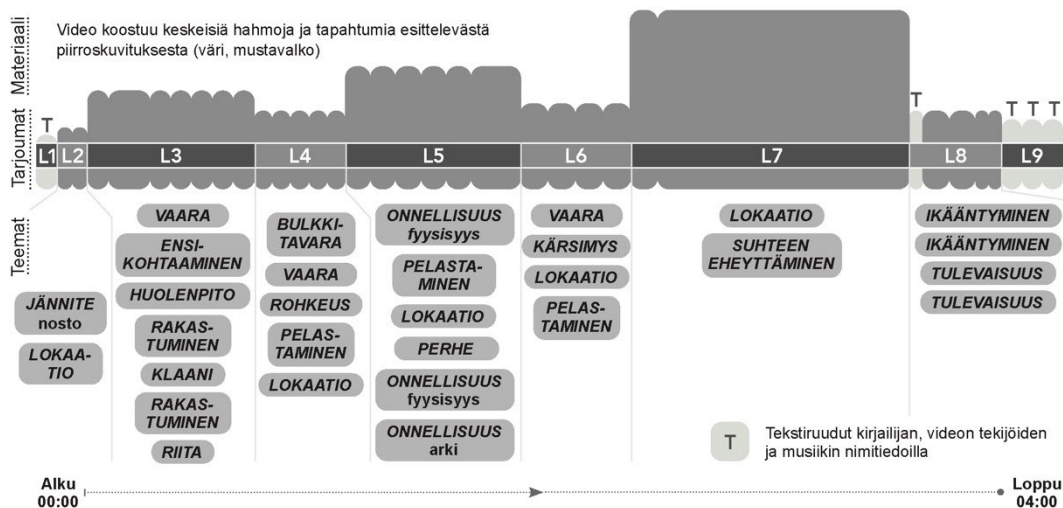 Materiaali
Video koostuu keskeisiä hahmoja ja tapahtumia esittelevästä
piirroskuvituksesta (väri, mustavalko)
Tarjoumat
T
T
T T T
L1
L2
L3
L4
L5
L6
L7
L8
L9
Teemat
JÄNNITE
nosto
LOKAA-
TIO
VAARA
ENSI-
KOHTAAMINEN
HUOLENPITO
RAKAS-
TUMINEN
KLAANI
RAKAS-
TUMINEN
RIITA
BULKKI-
TAVARA
VAARA
ROHKEUS
PELAS-
TAMINEN
LOKAATIO
ONNELLISUUS
fyysisyys
PELASTA-
MINEN
LOKAATIO
PERHE
ONNELLISUUS
fyysisyys
ONNELLISUUS
arki
VAARA
KÄRSIMYS
LOKAATIO
PELAS-
TAMINEN
LOKAATIO
SUHTEEN
EHEYTTÄMINEN
IKÄÄNTYMINEN
IKÄÄNTYMINEN
TULEVAISUUS
TULEVAISUUS
T
Tekstiruudut kirjailijan, videon tekijöiden
ja musiikin nimitiedoilla
Alku
00:00
Loppu
04:00